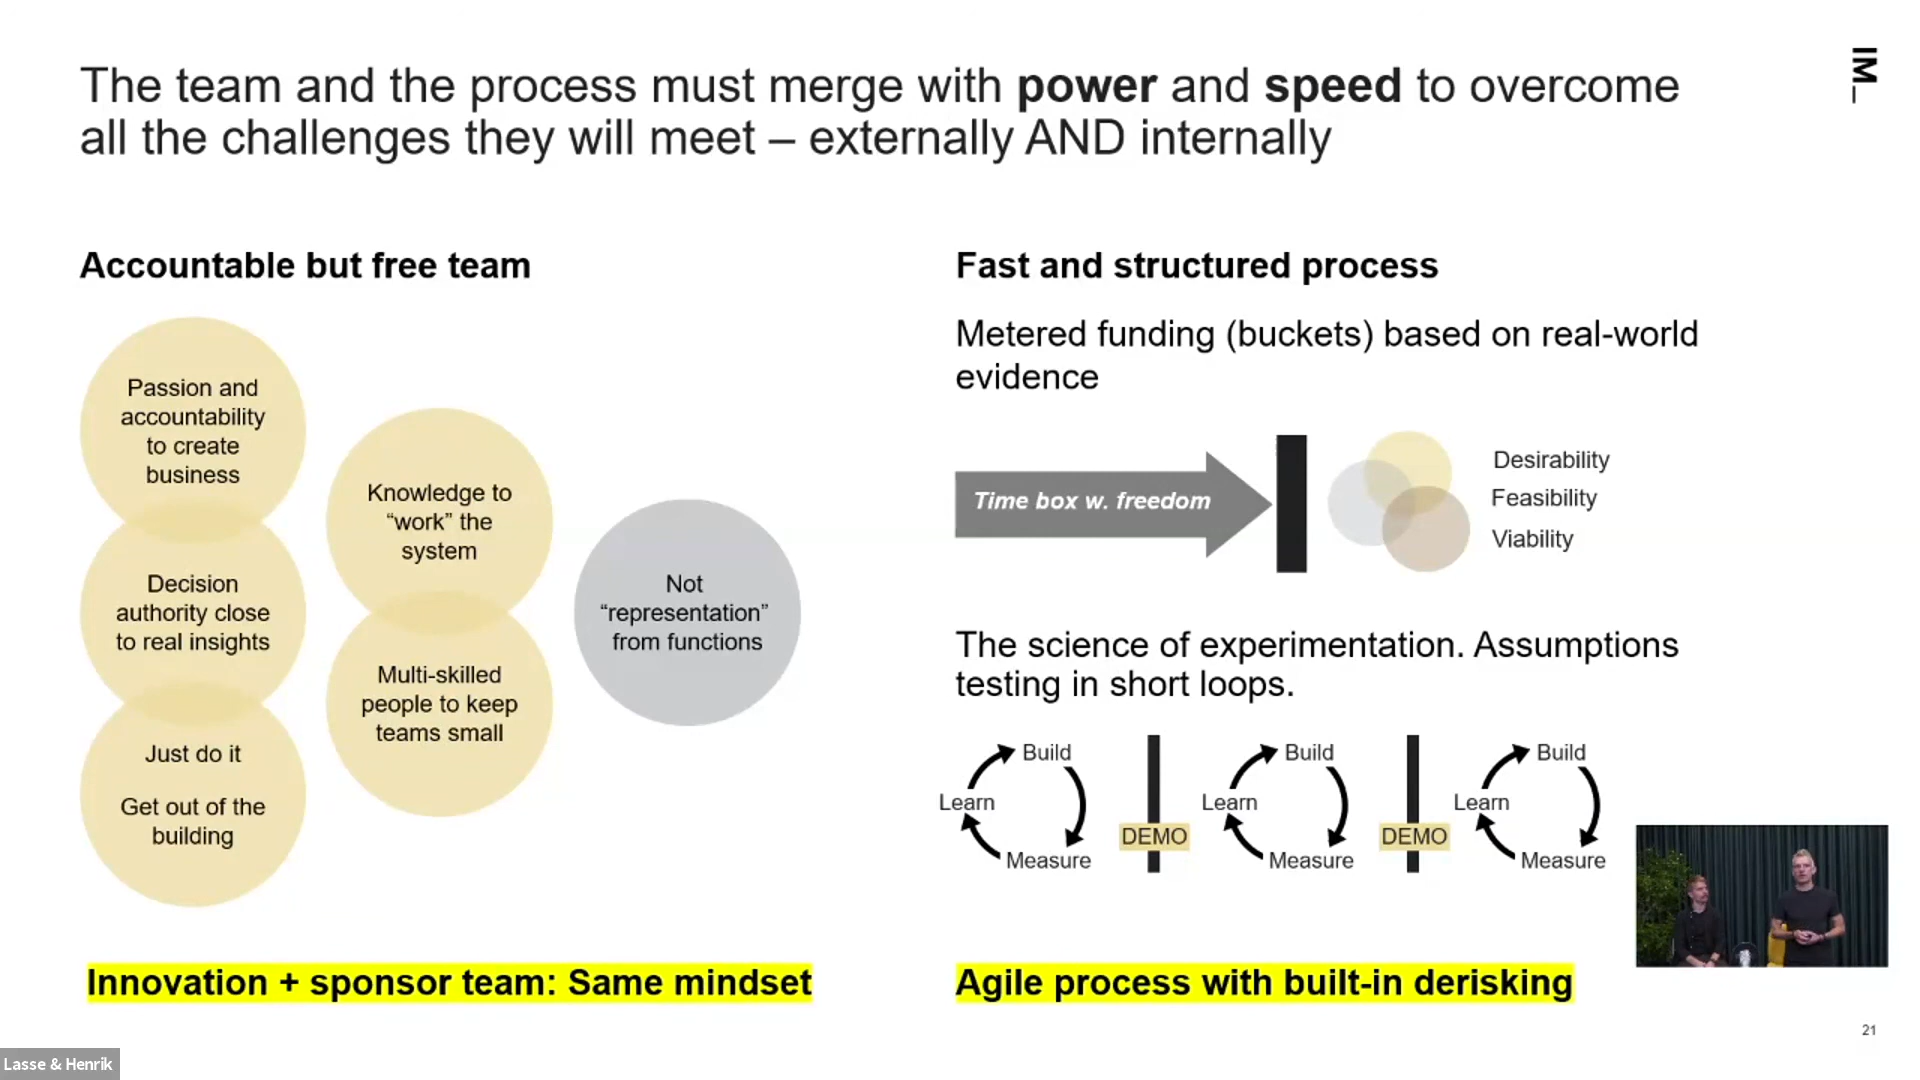 The team and the process must merge with power and speed to overcome
all the challenges they will meet – externally AND internally
IM_
Accountable but free team
Passion and
accountability
to create
business
Decision
authority close
to real insights
Just do it
Get out of the
building
Knowledge to
“work” the
system
Multi-skilled
people to keep
teams small
Not
“representation”
from functions
Innovation + sponsor team: Same mindset
Fast and structured process
Metered funding (buckets) based on real-world
evidence
Time box w. freedom
Desirability
Feasibility
Viability
The science of experimentation. Assumptions
testing in short loops.
Build
Learn
Measure
DEMO
Build
Learn
Measure
DEMO
Build
Learn
Measure
Agile process with built-in derisking
21
Lasse & Henrik